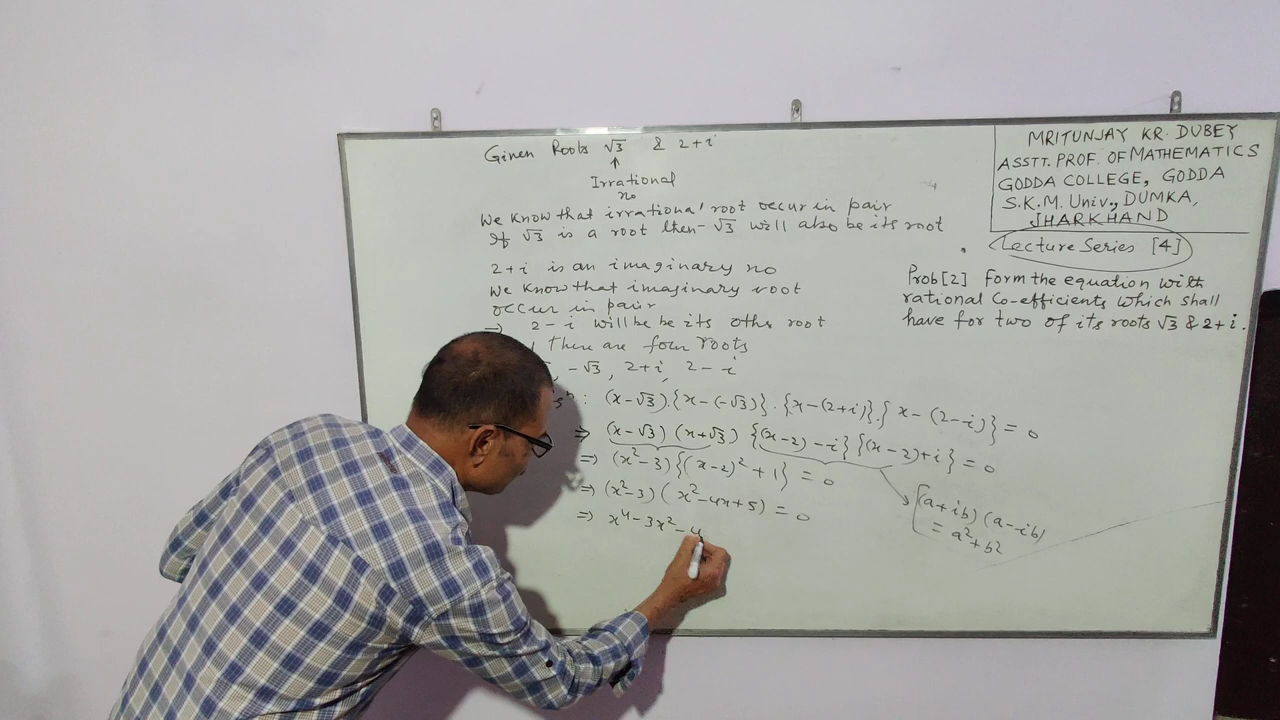 Given Roots √3 & 2+i
↑
Irrational
no
We know that irrational root occur in pair
If √3 is a root then -√3 will also be its root
2+i is an imaginary no
We know that imaginary root
occur in pair
⇒ 2-i will be be its other root
there are four roots
, -√3, 2+i, 2-i
: (x-√3).{x-(-√3)}.{x-(2+i)}.{x-(2-i)}=0
⇒ (x-√3) (x+√3) {(x-2)-i}{(x-2)+i}=0
⇒ (x²-3){(x-2)²+1}=0
⇒ (x²-3)(x²-4x+5)=0
⇒ x⁴-3x²-4
(a+ib)(a-ib)
= a²+b²
MRITUNJAY KR. DUBEY
ASSTT. PROF. OF MATHEMATICS
GODDA COLLEGE, GODDA
S.K.M. Univ., DUMKA,
JHARKHAND
Lecture Series [4]
Prob[2] Form the equation with
rational Co-efficients which shall
have for two of its roots √3 & 2+i.